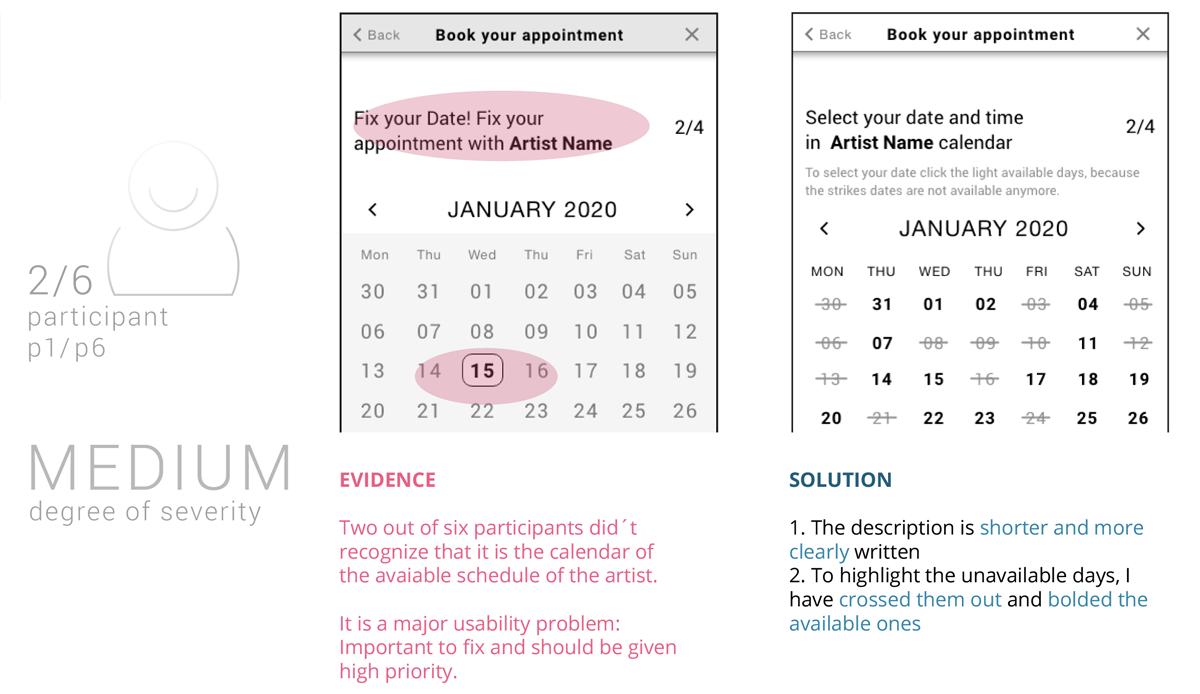 2/6
participant
p1/p6
MEDIUM
degree of severity
Back Book your appointment
Fix your Date! Fix your
appointment with Artist Name
2/4
JANUARY 2020
Mon Thu Wed Thu Fri Sat Sun
30 31 01 02 03 04 05
06 07 08 09 10 11 12
13 14 15 16 17 18 19
20 21 22 23 24 25 26
EVIDENCE
Two out of six participants did´t
recognize that it is the calendar of
the avaiable schedule of the artist.
It is a major usability problem:
Important to fix and should be given
high priority.
Back Book your appointment
Select your date and time
in Artist Name calendar
2/4
To select your date click the light available days, because
the strikes dates are not available anymore.
JANUARY 2020
MON THU WED THU FRI SAT SUN
30 31 01 02 03 04 05
06 07 08 09 10 11 12
13 14 15 16 17 18 19
20 21 22 23 24 25 26
SOLUTION
1. The description is shorter and more
clearly written
2. To highlight the unavailable days, I
have crossed them out and bolded the
available ones